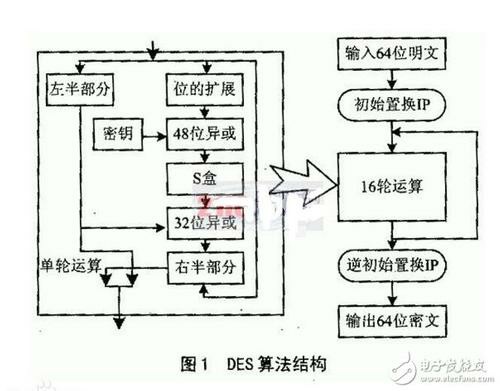 左半部分
位的扩展
密钥
48位异或
S盒
32位异或
单轮运算
右半部分
输入64位明文
初始置换IP
16轮运算
逆初始置换IP
输出64位密文
图1 DES算法结构
电子发烧友
www.elecfans.com